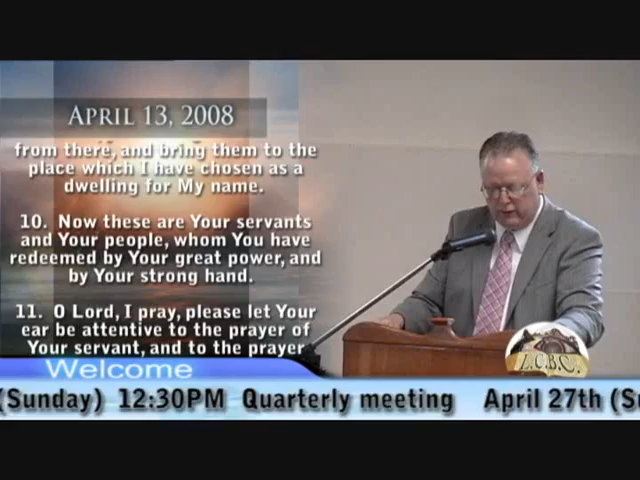 APRIL 13, 2008
from there, and bring them to the
place which I have chosen as a
dwelling for My name.
10. Now these are Your servants
and Your people, whom You have
redeemed by Your great power, and
by Your strong hand.
11. O Lord, I pray, please let Your
ear be attentive to the prayer of
Your servant, and to the prayer
L.C.B.C.
Welcome
(Sunday) 12:30PM Quarterly meeting April 27th (Su